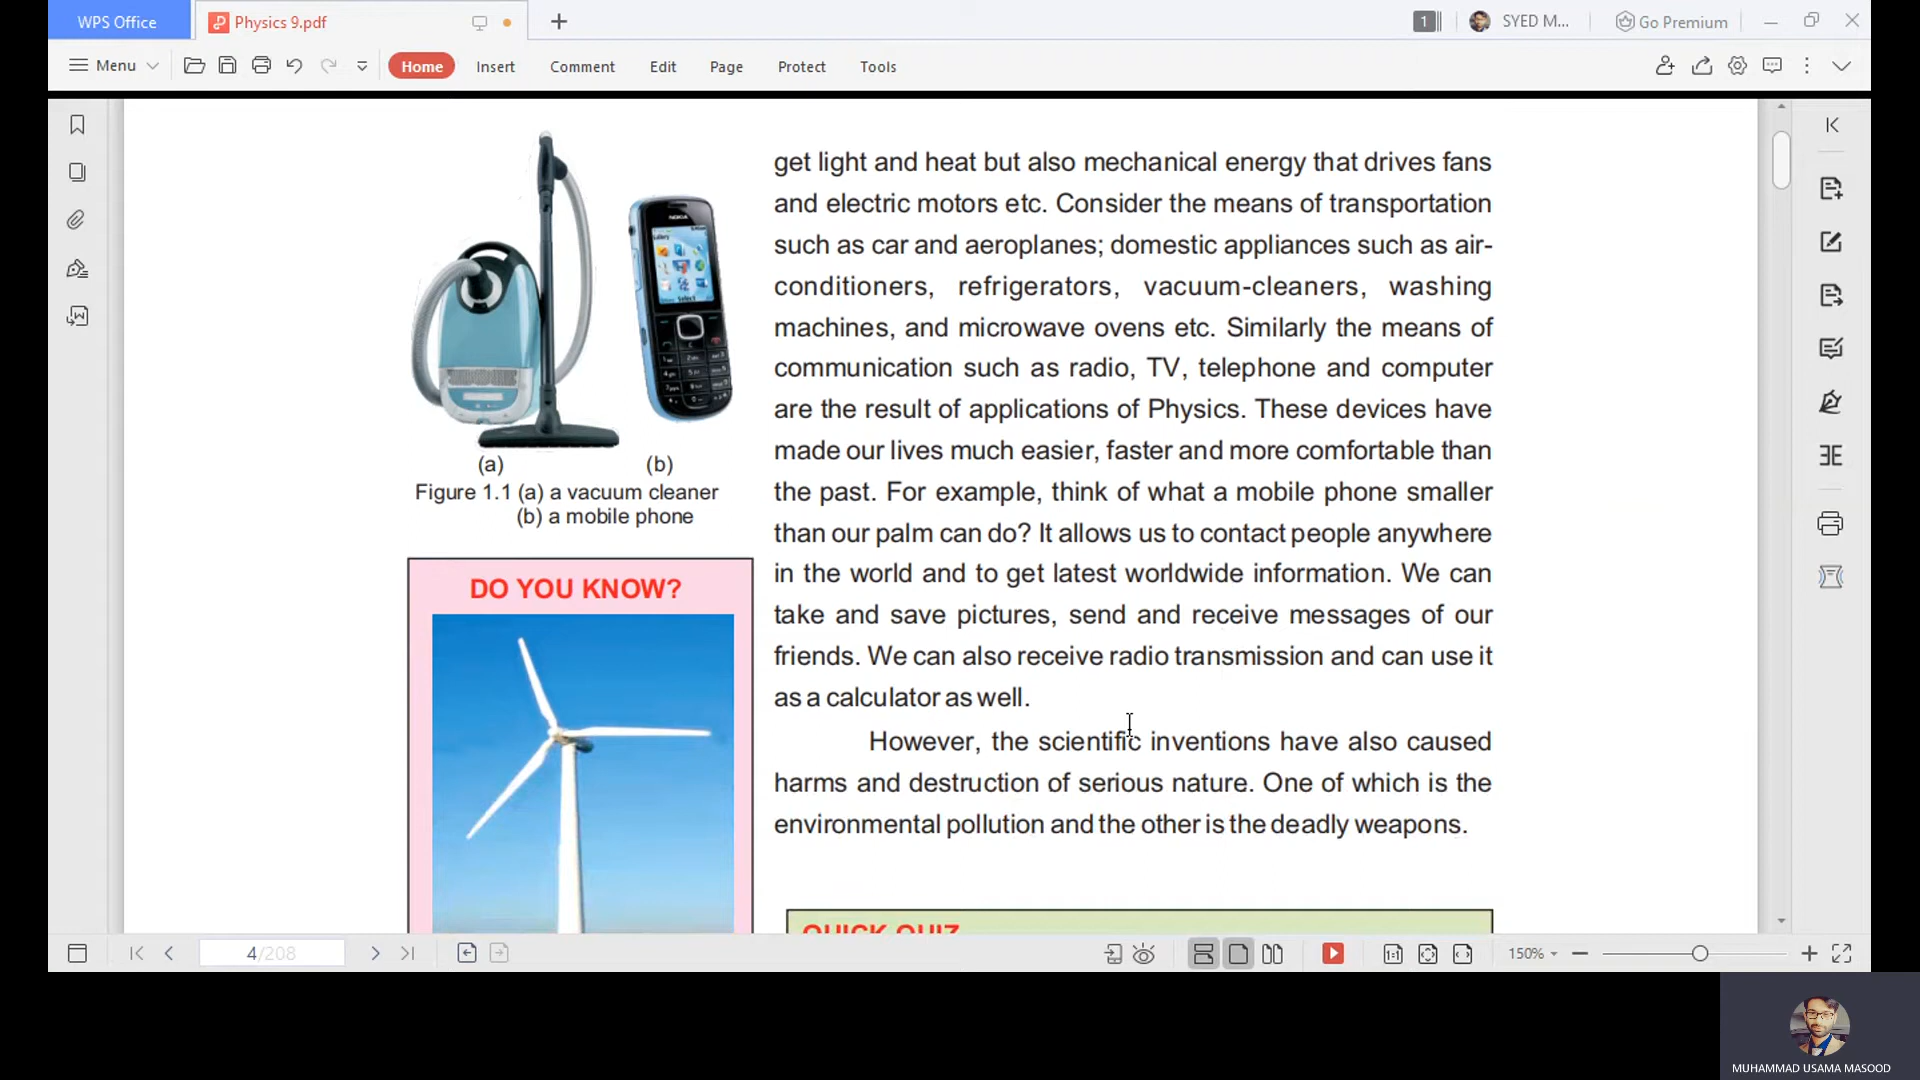 WPS Office
Physics 9.pdf
1
SYED M...
Go Premium
Menu
Home
Insert
Comment
Edit
Page
Protect
Tools
NOKIA
(a)
(b)
Figure 1.1 (a) a vacuum cleaner
(b) a mobile phone
DO YOU KNOW?
get light and heat but also mechanical energy that drives fans
and electric motors etc. Consider the means of transportation
such as car and aeroplanes; domestic appliances such as air-
conditioners, refrigerators, vacuum-cleaners, washing
machines, and microwave ovens etc. Similarly the means of
communication such as radio, TV, telephone and computer
are the result of applications of Physics. These devices have
made our lives much easier, faster and more comfortable than
the past. For example, think of what a mobile phone smaller
than our palm can do? It allows us to contact people anywhere
in the world and to get latest worldwide information. We can
take and save pictures, send and receive messages of our
friends. We can also receive radio transmission and can use it
as a calculator as well.
However, the scientific inventions have also caused
harms and destruction of serious nature. One of which is the
environmental pollution and the other is the deadly weapons.
QUICK QUIZ
4/208
150%
MUHAMMAD USAMA MASOOD